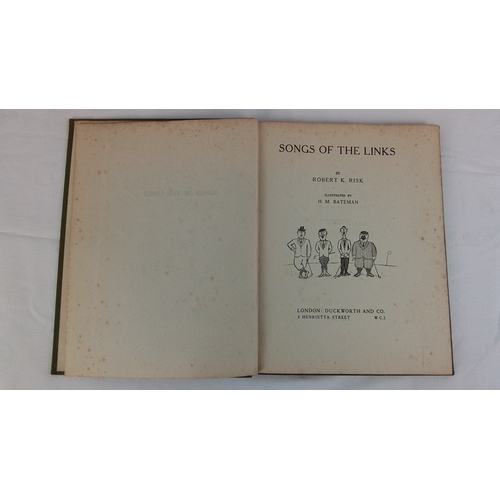 SONGS OF THE LINKS
BY
ROBERT K. RISK
ILLUSTRATED BY
H. M. BATEMAN
LONDON: DUCKWORTH AND CO.
3 HENRIETTA STREET W.C.2